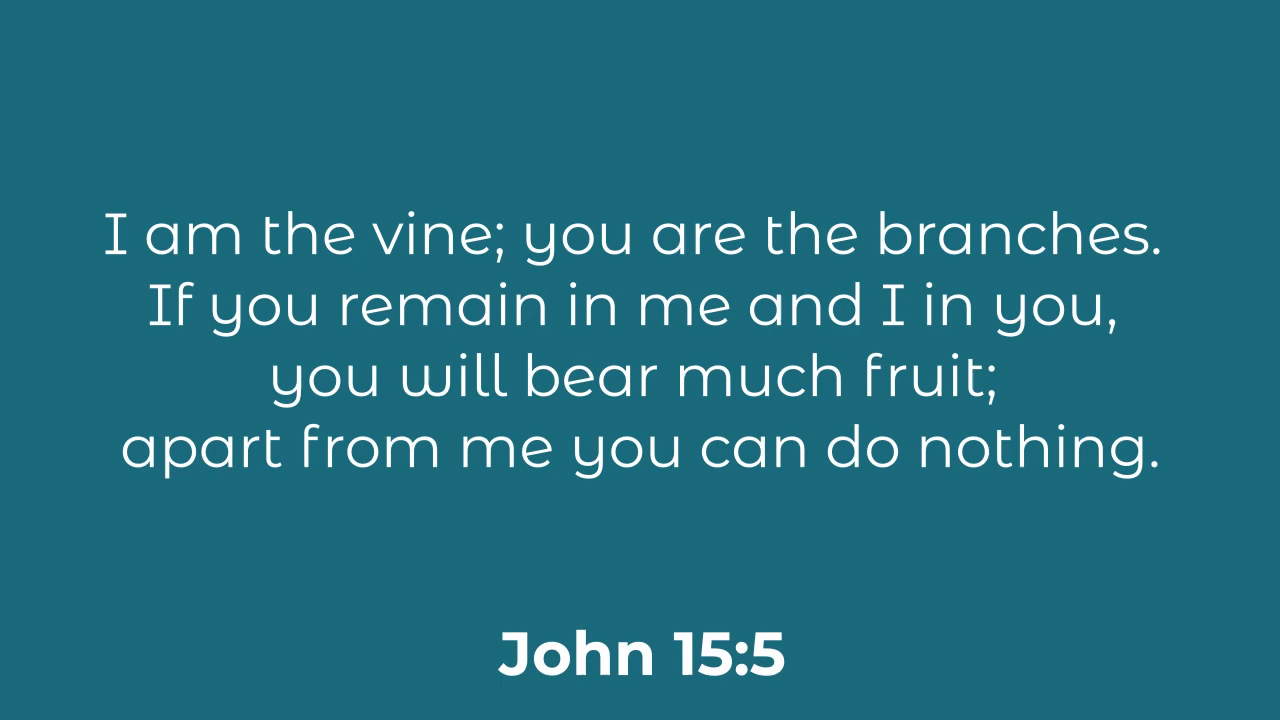 I am the vine; you are the branches.
If you remain in me and I in you,
you will bear much fruit;
apart from me you can do nothing.
John 15:5